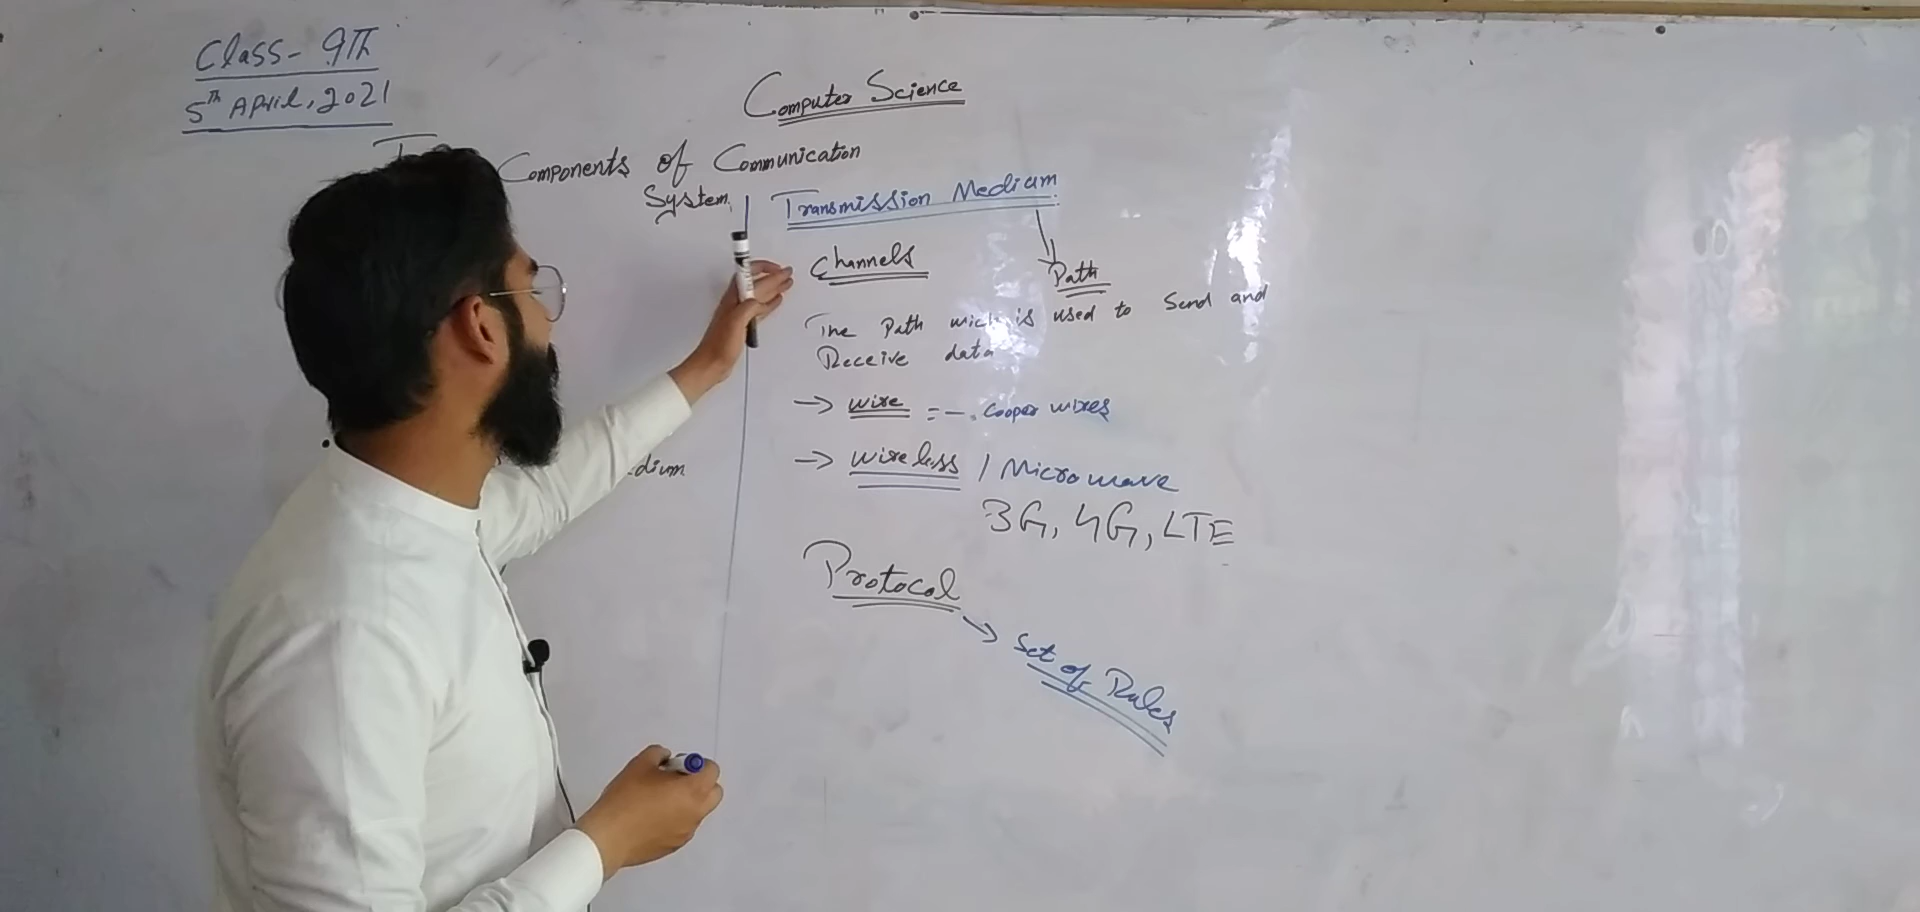 Class- 9Th
5Th April, 2021
Computer Science
Components of Communication
System.
Transmission Medium
Channels
Path
The Path wich is used to Send and
Receive data
→ wire = -. Cooper wires
→ wireless / Microwave
3G, 4G, LTE
Protocol
→ Set of Rules